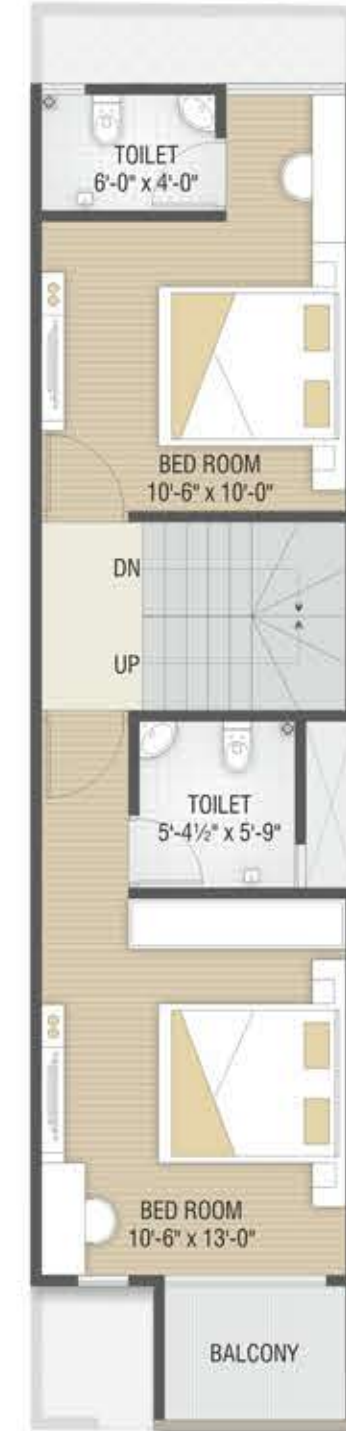 TOILET
6'-0" x 4'-0"
BED ROOM
10'-6" x 10'-0"
DN
UP
TOILET
5'-4½" x 5'-9"
BED ROOM
10'-6" x 13'-0"
BALCONY